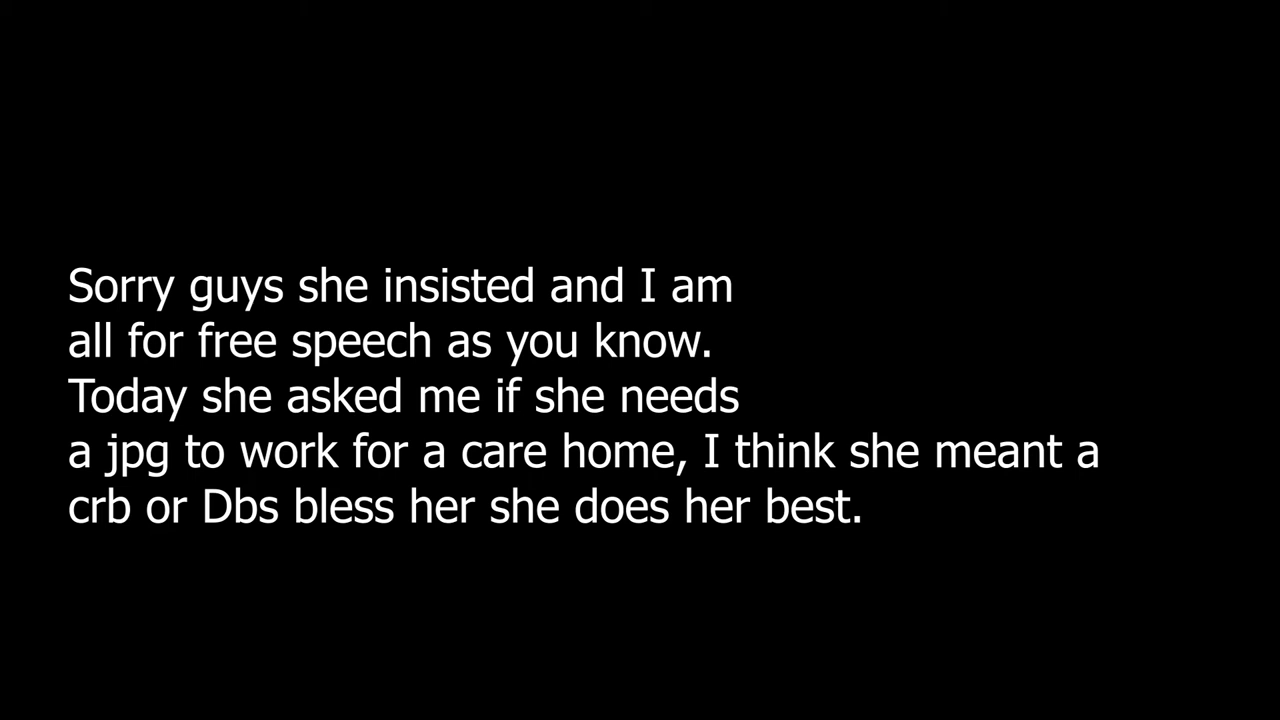 Sorry guys she insisted and I am
all for free speech as you know.
Today she asked me if she needs
a jpg to work for a care home, I think she meant a
crb or Dbs bless her she does her best.